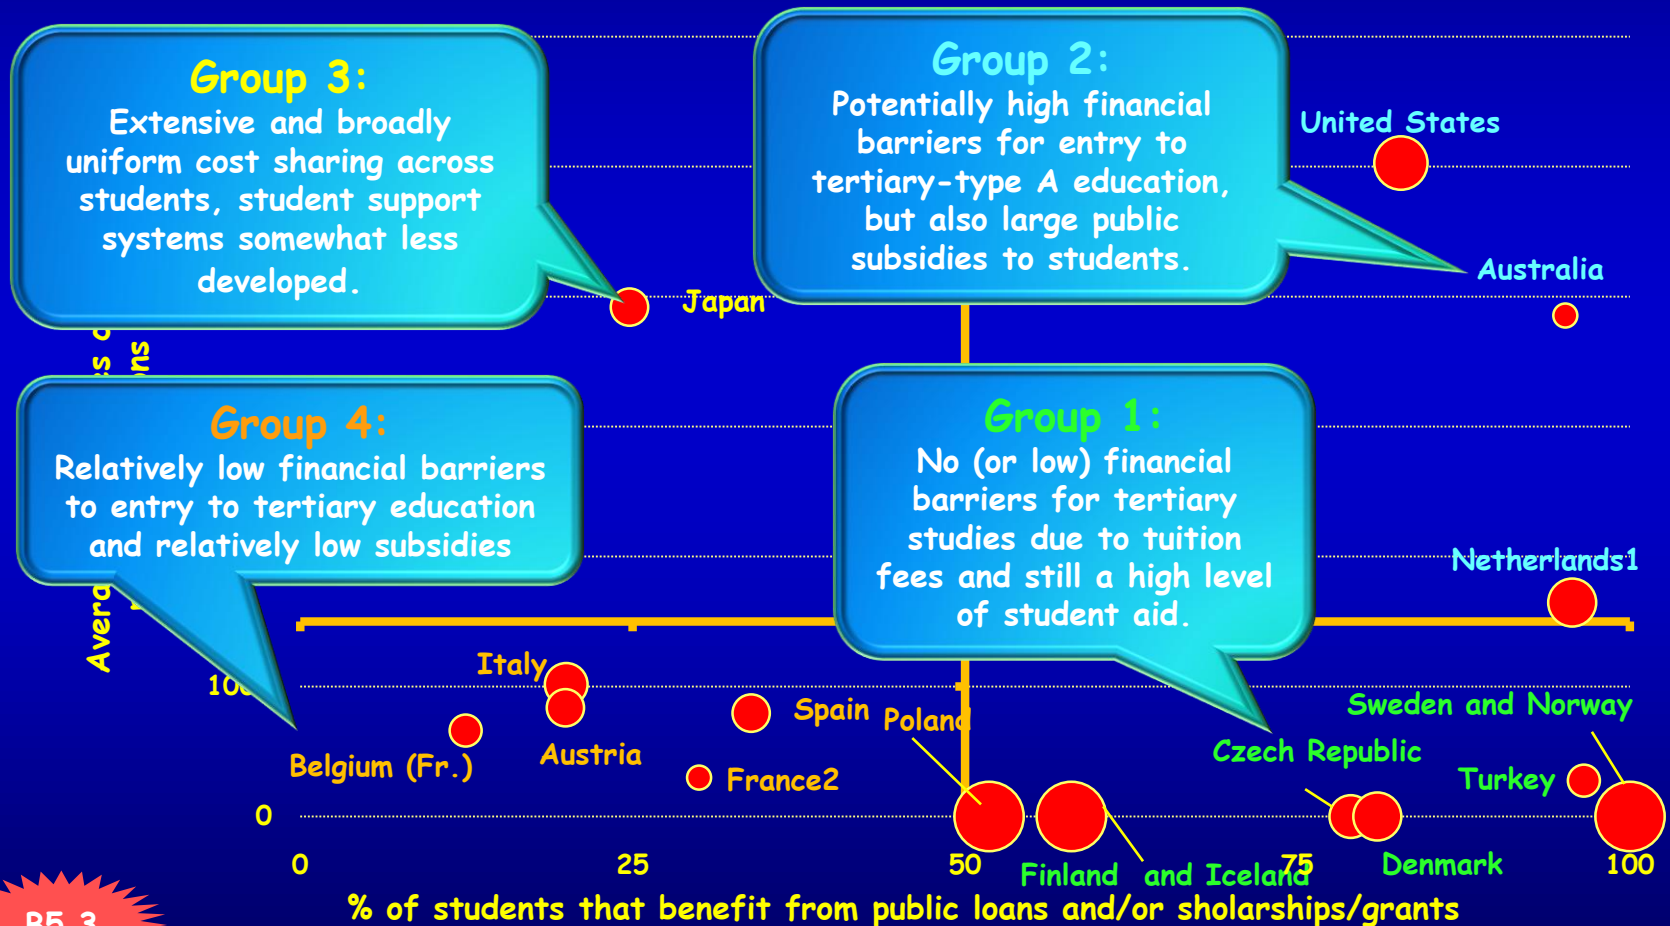 Group 3:
Extensive and broadly
uniform cost sharing across
students, student support
systems somewhat less
developed.
Group 2:
Potentially high financial
barriers for entry to
tertiary-type A education,
but also large public
subsidies to students.
United States
Australia
Japan
Group 4:
Relatively low financial barriers
to entry to tertiary education
and relatively low subsidies
Group 1:
No (or low) financial
barriers for tertiary
studies due to tuition
fees and still a high level
of student aid.
Netherlands1
Italy
Spain
Poland
Sweden and Norway
Belgium (Fr.)
Austria
France2
Czech Republic
Turkey
0
0
25
50
75
100
Finland and Iceland
Denmark
% of students that benefit from public loans and/or sholarships/grants